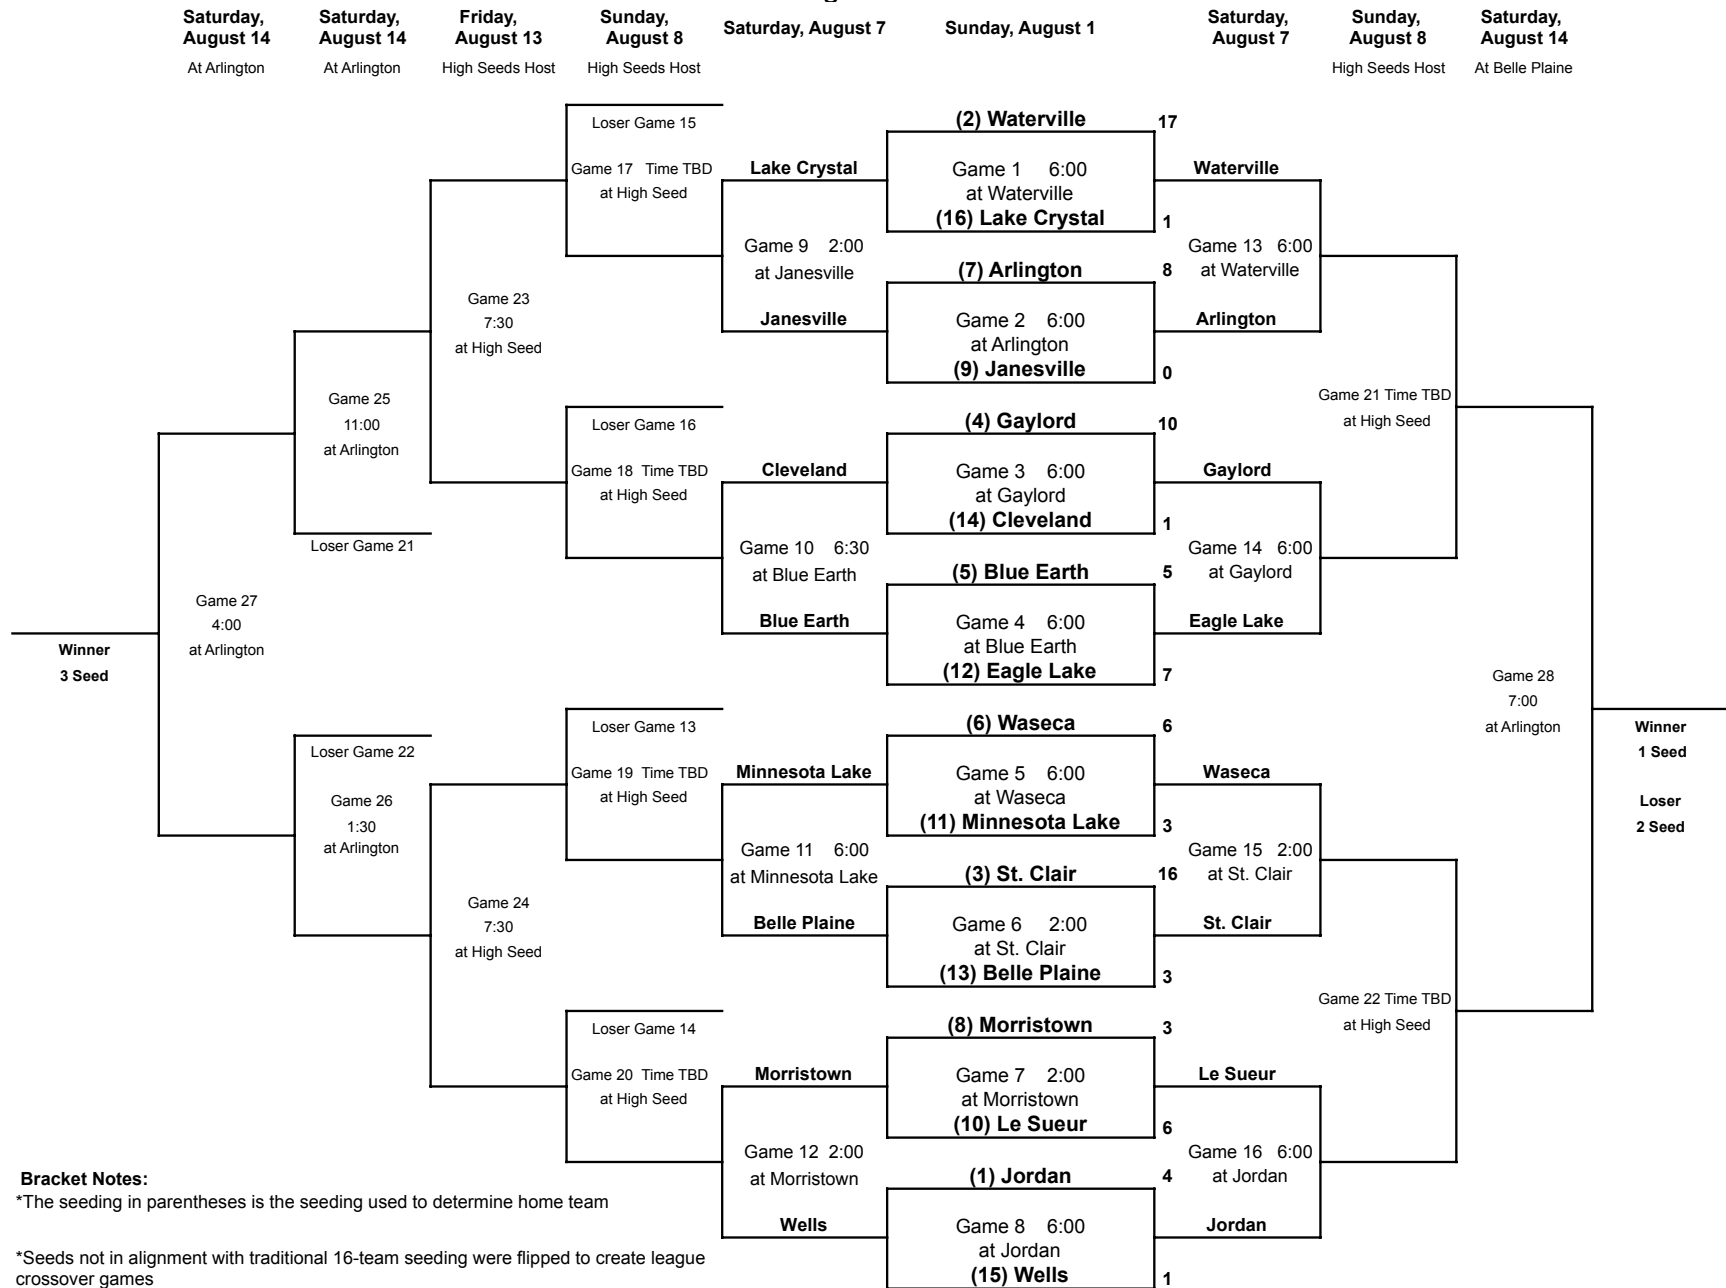 Saturday, August 14
At Arlington
Saturday, August 14
At Arlington
Friday, August 13
High Seeds Host
Sunday, August 8
High Seeds Host
Saturday, August 7
Sunday, August 1
Saturday, August 7
Sunday, August 8
High Seeds Host
Saturday, August 14
At Belle Plaine
(2) Waterville 17
Game 1 6:00
at Waterville
(16) Lake Crystal 1
(7) Arlington 8
Game 2 6:00
at Arlington
(9) Janesville 0
(4) Gaylord 10
Game 3 6:00
at Gaylord
(14) Cleveland 1
(5) Blue Earth 5
Game 4 6:00
at Blue Earth
(12) Eagle Lake 7
(6) Waseca 6
Game 5 6:00
at Waseca
(11) Minnesota Lake 3
(3) St. Clair 16
Game 6 2:00
at St. Clair
(13) Belle Plaine 3
(8) Morristown 3
Game 7 2:00
at Morristown
(10) Le Sueur 6
(1) Jordan 4
Game 8 6:00
at Jordan
(15) Wells 1
Lake Crystal
Game 9 2:00
at Janesville
Janesville
Cleveland
Game 10 6:30
at Blue Earth
Blue Earth
Minnesota Lake
Game 11 6:00
at Minnesota Lake
Belle Plaine
Morristown
Game 12 2:00
at Morristown
Wells
Waterville
Game 13 6:00
at Waterville
Arlington
Gaylord
Game 14 6:00
at Gaylord
Eagle Lake
Waseca
Game 15 2:00
at St. Clair
St. Clair
Le Sueur
Game 16 6:00
at Jordan
Jordan
Loser Game 15
Game 17 Time TBD
at High Seed
Loser Game 16
Game 18 Time TBD
at High Seed
Loser Game 13
Game 19 Time TBD
at High Seed
Loser Game 14
Game 20 Time TBD
at High Seed
Game 21 Time TBD
at High Seed
Game 22 Time TBD
at High Seed
Game 23
7:30
at High Seed
Game 24
7:30
at High Seed
Game 25
11:00
at Arlington
Loser Game 21
Loser Game 22
Game 26
1:30
at Arlington
Game 27
4:00
at Arlington
Winner
3 Seed
Game 28
7:00
at Arlington
Winner
1 Seed
Loser
2 Seed
Bracket Notes:
*The seeding in parentheses is the seeding used to determine home team
*Seeds not in alignment with traditional 16-team seeding were flipped to create league
crossover games